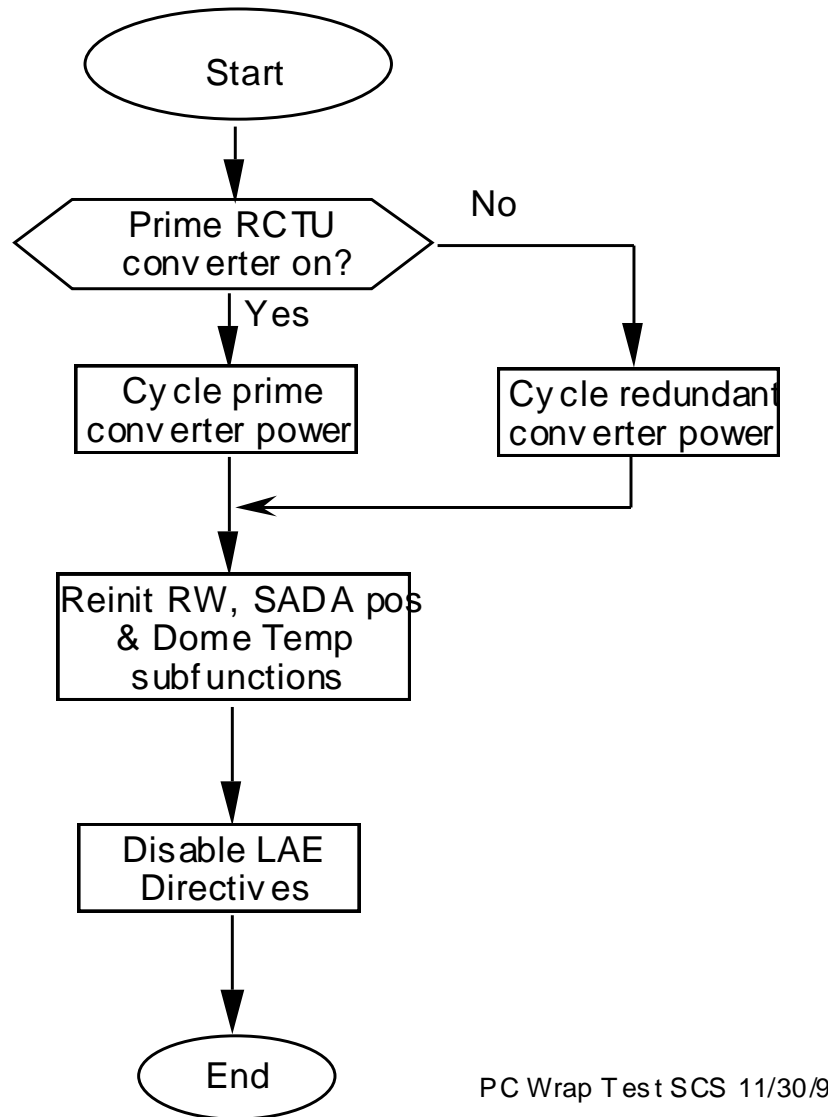 Start
Prime RCTU
converter on?
No
Yes
Cycle prime
converter power
Cycle redundant
converter power
Reinit RW, SADA pos
& Dome Temp
subfunctions
Disable LAE
Directives
End
PC Wrap Test SCS 11/30/9